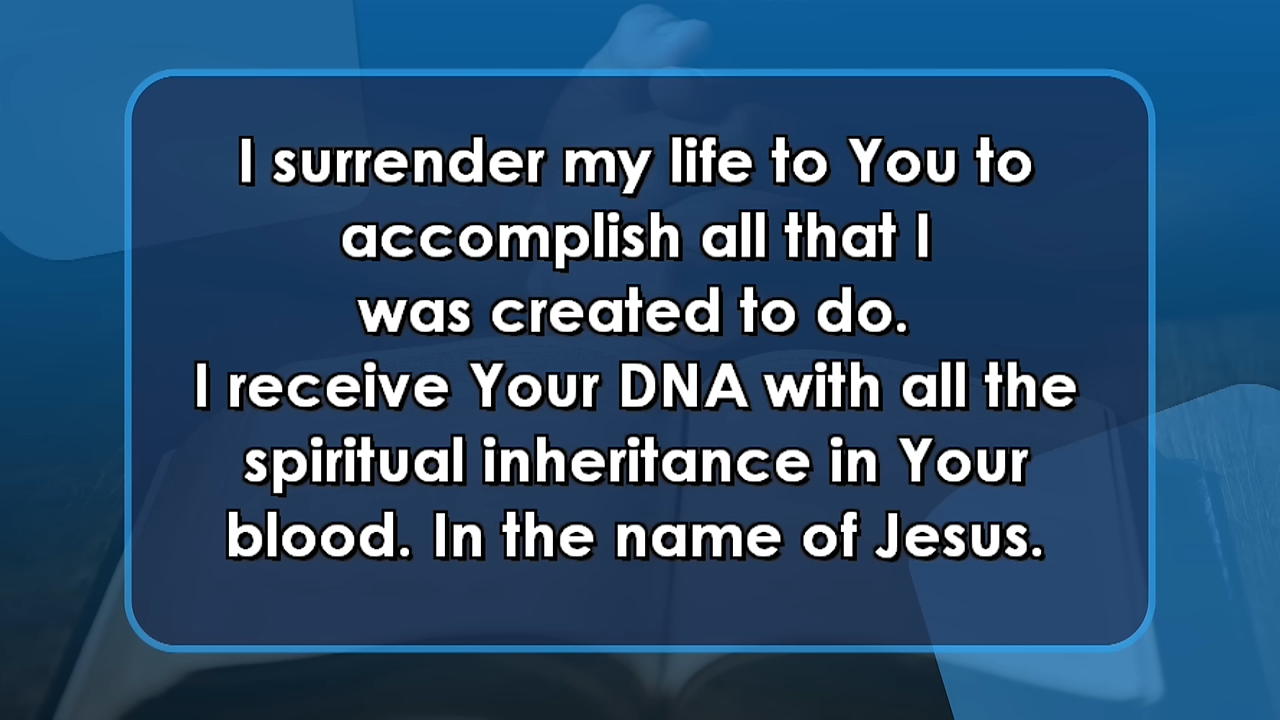 I surrender my life to You to
accomplish all that I
was created to do.
I receive Your DNA with all the
spiritual inheritance in Your
blood. In the name of Jesus.